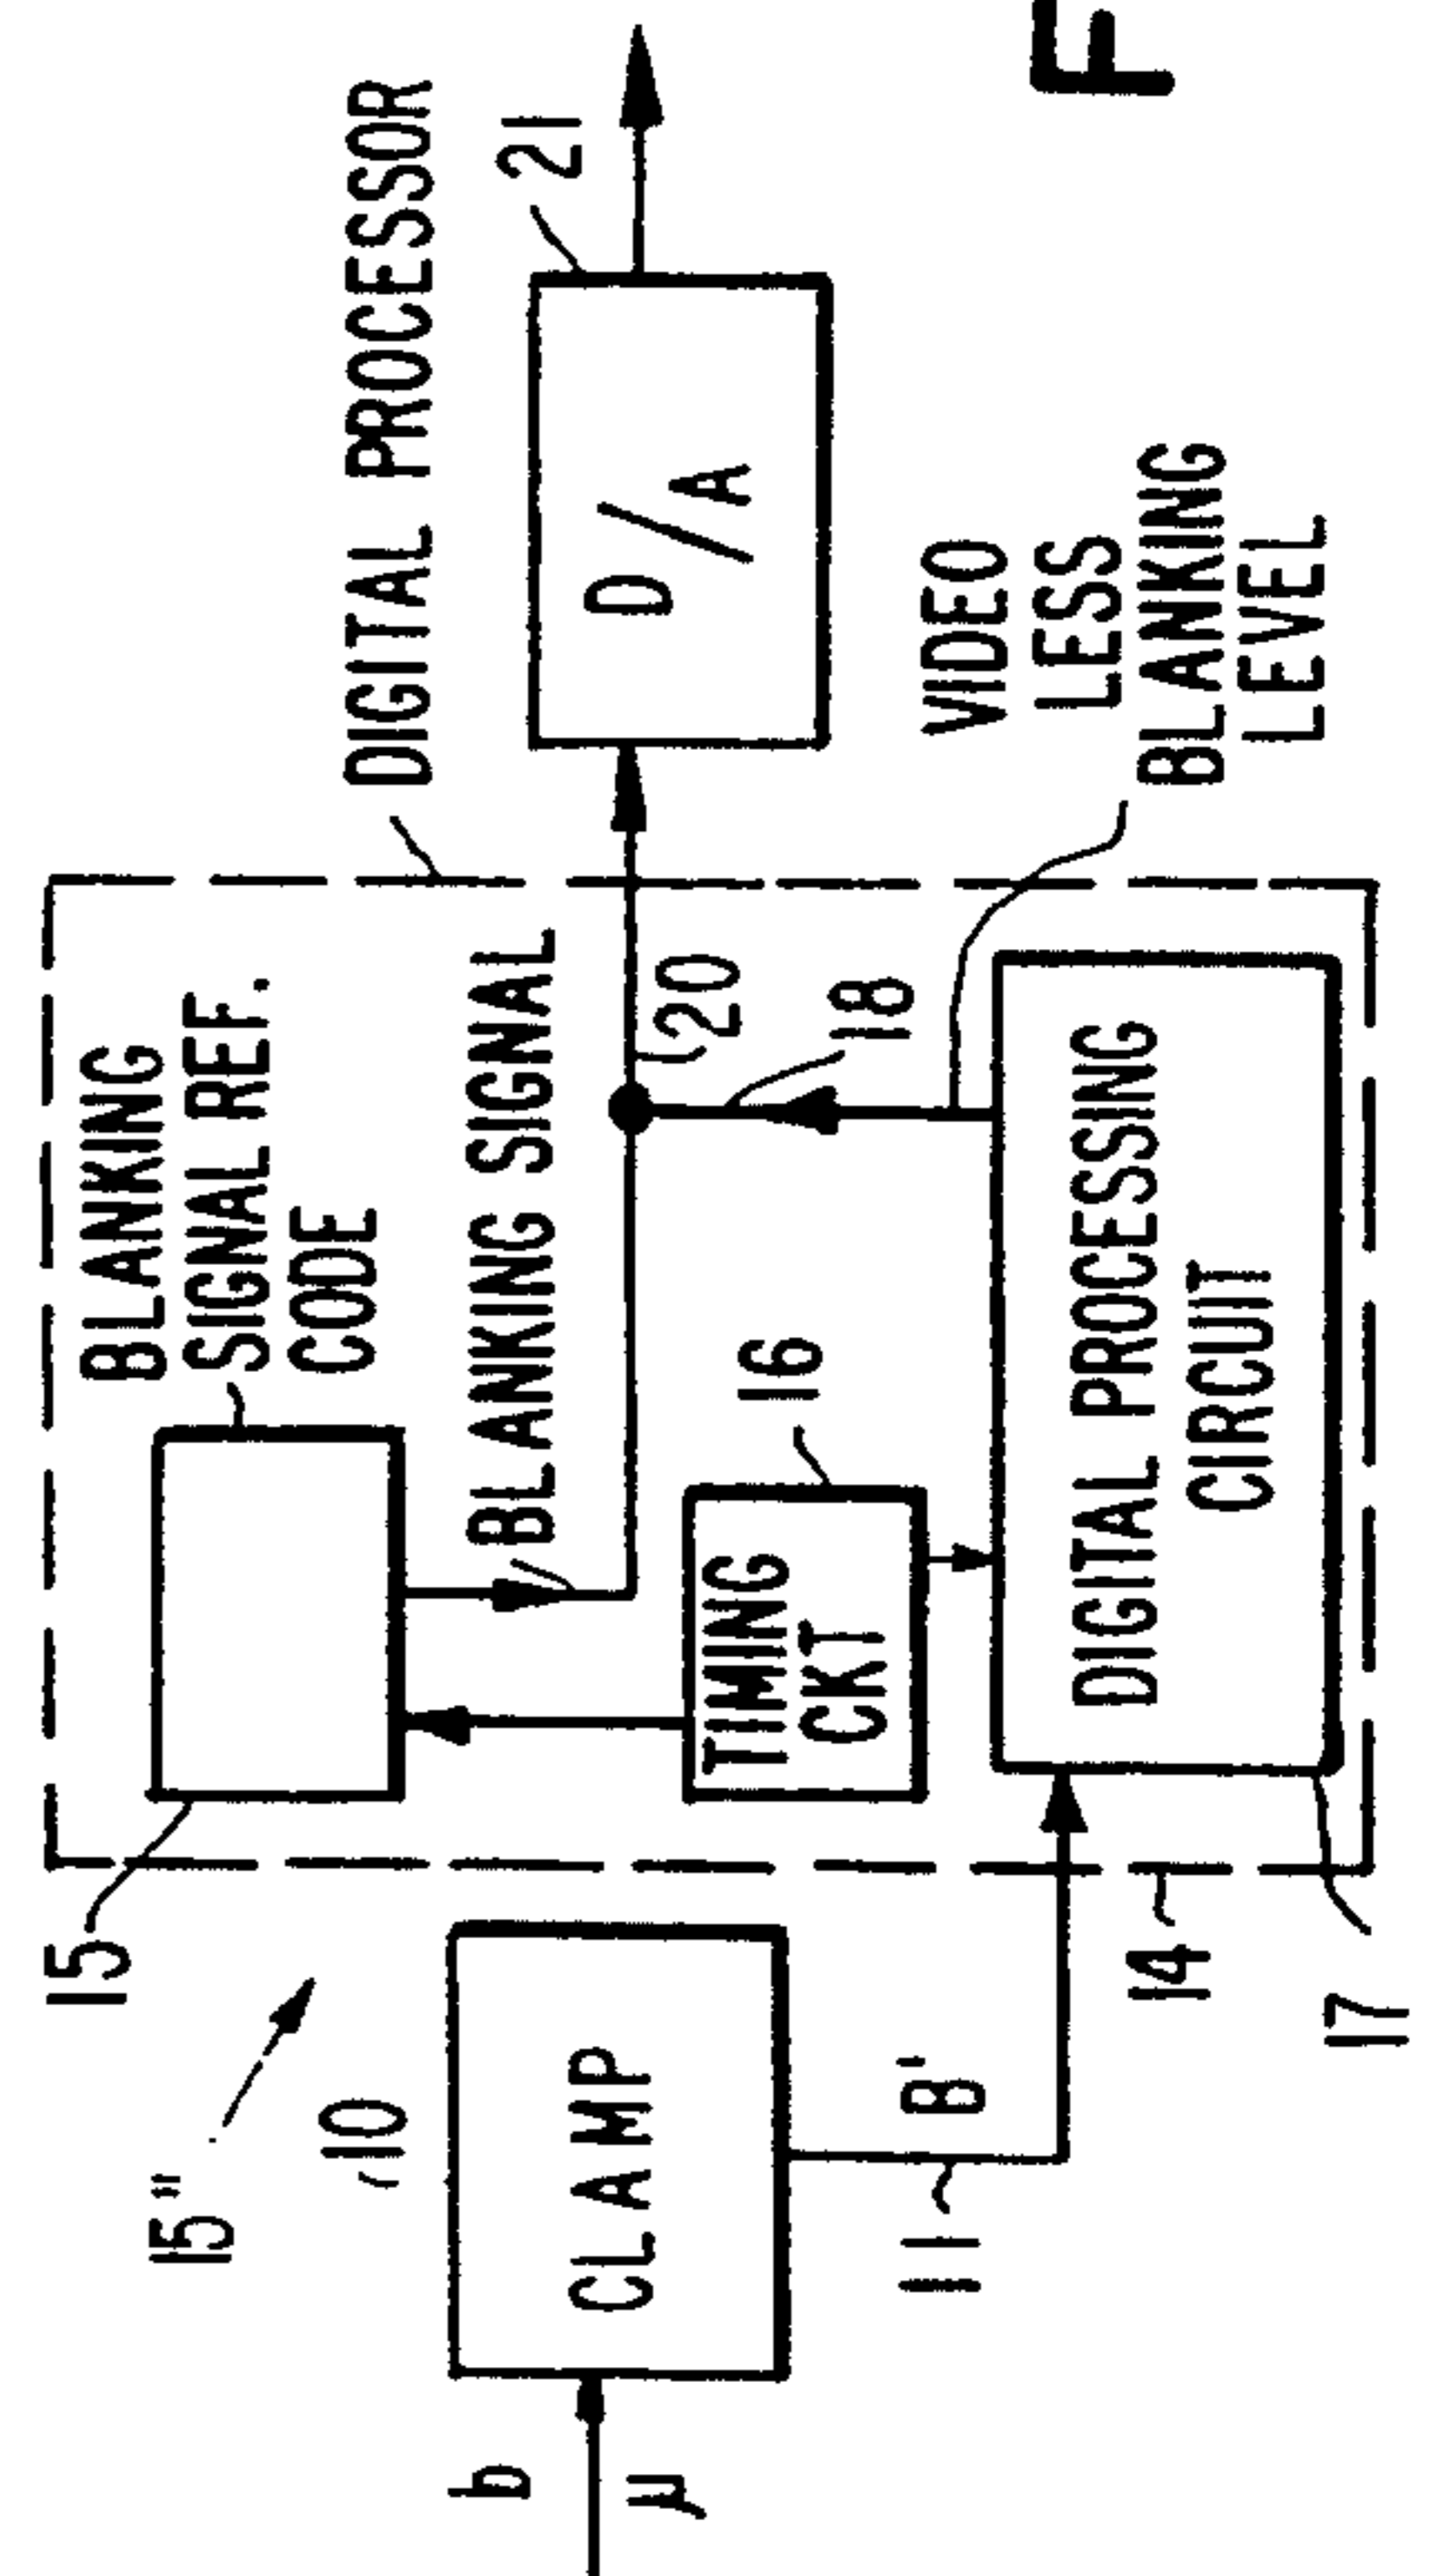 BLANKING
SIGNAL REF.
CODE
DIGITAL PROCESSOR
15
15"
BLANKING SIGNAL
10
21
CLAMP
D/A
20
b
μ
TIMING
CKT
16
18
11
8'
VIDEO
LESS
BLANKING
LEVEL
DIGITAL PROCESSING
CIRCUIT
14
17
F